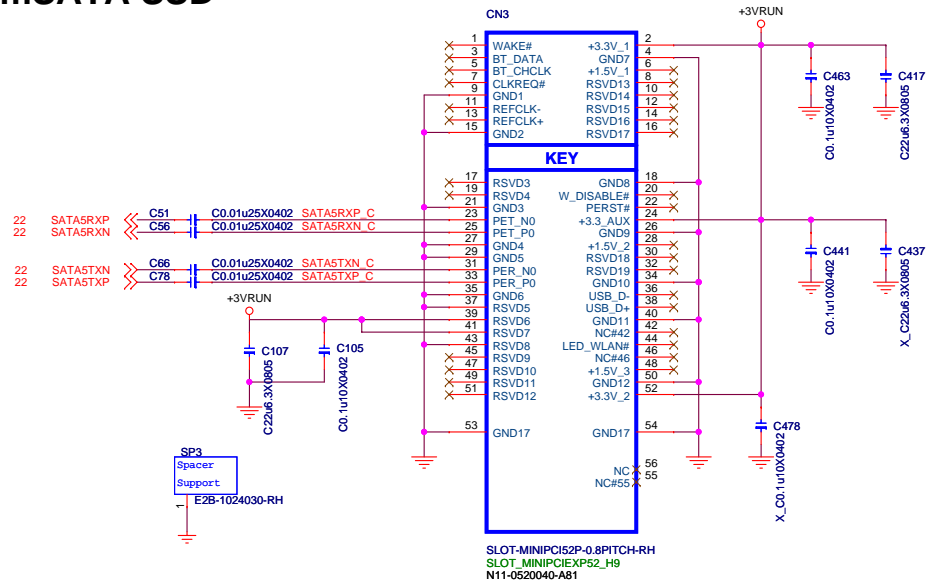 CN3
+3VRUN
1 WAKE# +3.3V_1 2
3 BT_DATA GND7 4
5 BT_CHCLK +1.5V_1 6
7 CLKREQ# RSVD13 8
9 GND1 RSVD14 10
11 REFCLK- RSVD15 12
13 REFCLK+ RSVD16 14
15 GND2 RSVD17 16
C463
C0.1u10X0402
C417
C22u6.3X0805
KEY
17 RSVD3 GND8 18
19 RSVD4 W_DISABLE# 20
21 GND3 PERST# 22
22 SATA5RXP C51 C0.01u25X0402 SATA5RXP_C 23 PET_N0 +3.3_AUX 24
22 SATA5RXN C56 C0.01u25X0402 SATA5RXN_C 25 PET_P0 GND9 26
27 GND4 +1.5V_2 28
29 GND5 RSVD18 30
22 SATA5TXN C66 C0.01u25X0402 SATA5TXN_C 31 PER_N0 RSVD19 32
22 SATA5TXP C78 C0.01u25X0402 SATA5TXP_C 33 PER_P0 GND10 34
35 GND6 USB_D- 36
37 RSVD5 USB_D+ 38
39 RSVD6 GND11 40
41 RSVD7 NC#42 42
43 RSVD8 LED_WLAN# 44
45 RSVD9 NC#46 46
47 RSVD10 +1.5V_3 48
49 RSVD11 GND12 50
51 RSVD12 +3.3V_2 52
53 GND17 GND17 54
NC 56
NC#55 55
C441
C0.1u10X0402
C437
X_C22u6.3X0805
+3VRUN
C107
C22u6.3X0805
C105
C0.1u10X0402
C478
X_C0.1u10X0402
SP3
Spacer
Support
1
E2B-1024030-RH
SLOT-MINIPCI52P-0.8PITCH-RH
SLOT_MINIPCIEXP52_H9
N11-0520040-A81